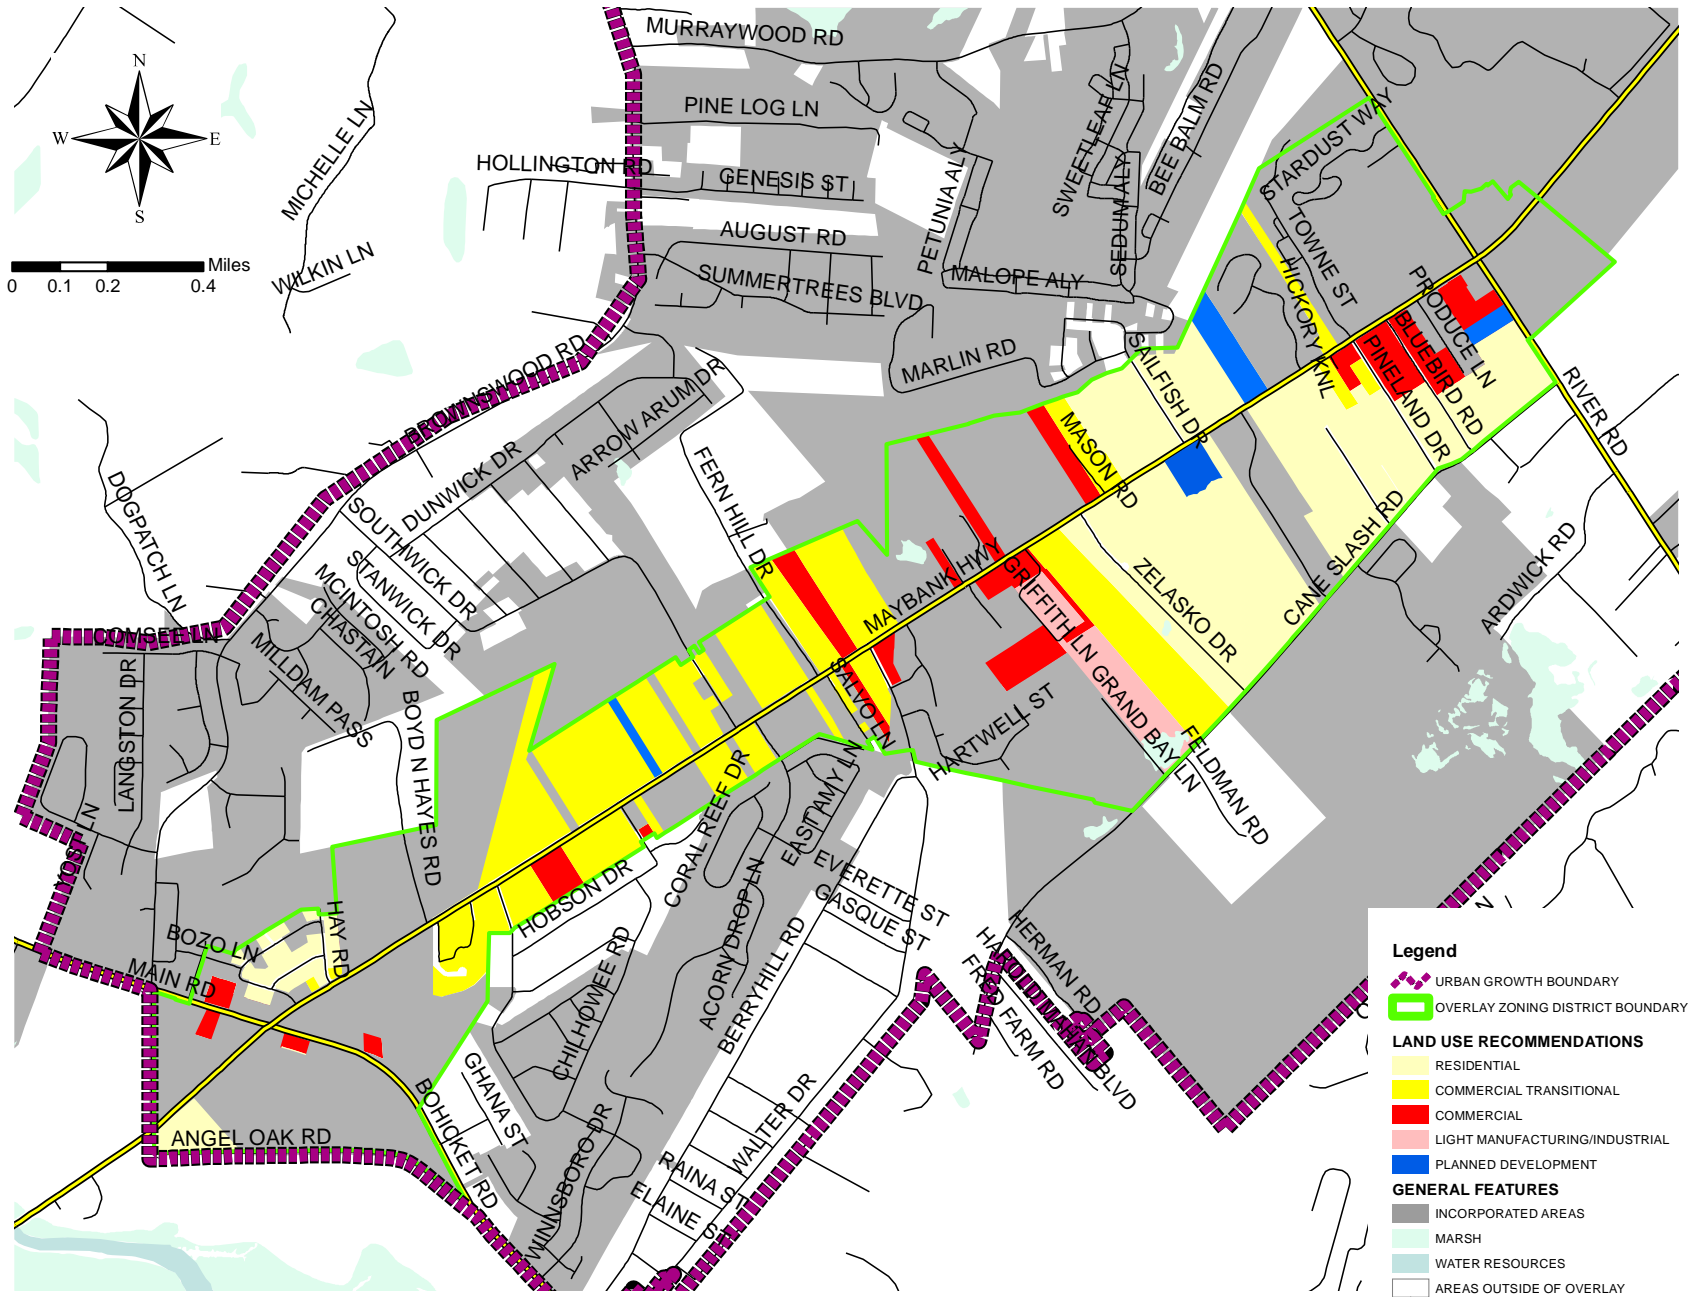 MURRAYWOOD RD
N
W
E
S
PINE LOG LN
MICHELLE LN
SWEETLEAF LN
BEE BALM RD
STARDUST WAY
HOLLINGTON RD
GENESIS ST
PETUNIA ALY
SEDUM ALY
AUGUST RD
TOWNE ST
Miles
0
0.1
0.2
0.4
WILKIN LN
SUMMERTREES BLVD
MALOPE ALY
HICKORY KNL
PRODUCE LN
BLUEBIRD RD
PINELAND DR
BROWNSWOOD RD
MARLIN RD
SAILFISH DR
RIVER RD
ARROW ARUM DR
MASON RD
DUNWICK DR
FERN HILL DR
DOGPATCH LN
SOUTHWICK DR
STANWICK DR
MCINTOSH RD
CHASTAIN
MAYBANK HWY
GRIFFITH LN
ZELASKO DR
CANE SLASH RD
ARDWICK RD
COMSEE LN
MILLDAM PASS
LANGSTON DR
BOYD N HAYES RD
SALVO LN
HARTWELL ST
GRAND BAY LN
FELDMAN RD
CORAL REEF DR
EAST AMY LN
EVERETTE ST
GASQUE ST
HOBSON DR
ACORN DROP LN
BERRYHILL RD
HAY RD
BOZO LN
MAIN RD
CHILHOWEE RD
HERMAN RD
HAROLD MAHAN BLVD
FRED FARM RD
GHANA ST
BOHICKET RD
ANGEL OAK RD
WINNSBORO DR
WALTER DR
RAINA ST
ELAINE ST
Legend
URBAN GROWTH BOUNDARY
OVERLAY ZONING DISTRICT BOUNDARY
LAND USE RECOMMENDATIONS
RESIDENTIAL
COMMERCIAL TRANSITIONAL
COMMERCIAL
LIGHT MANUFACTURING/INDUSTRIAL
PLANNED DEVELOPMENT
GENERAL FEATURES
INCORPORATED AREAS
MARSH
WATER RESOURCES
AREAS OUTSIDE OF OVERLAY